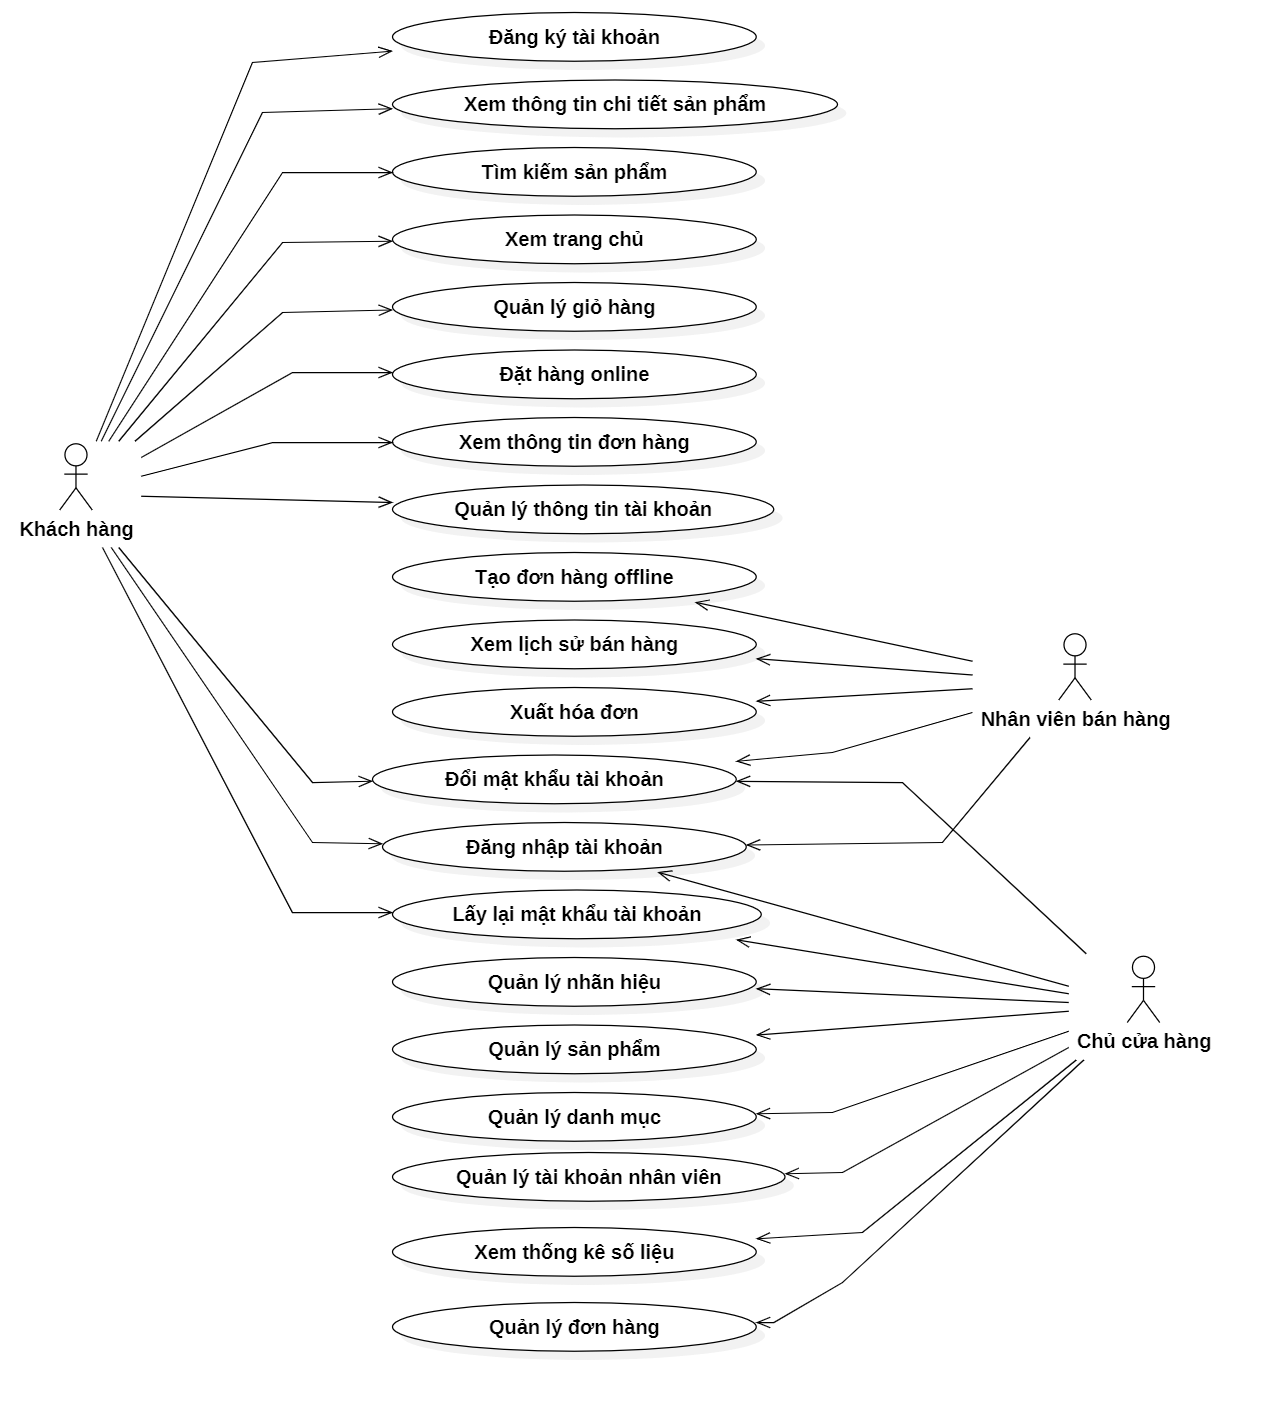 Đăng ký tài khoản
Xem thông tin chi tiết sản phẩm
Tìm kiếm sản phẩm
Xem trang chủ
Quản lý giỏ hàng
Đặt hàng online
Xem thông tin đơn hàng
Quản lý thông tin tài khoản
Khách hàng
Tạo đơn hàng offline
Xem lịch sử bán hàng
Xuất hóa đơn
Nhân viên bán hàng
Đổi mật khẩu tài khoản
Đăng nhập tài khoản
Lấy lại mật khẩu tài khoản
Quản lý nhãn hiệu
Quản lý sản phẩm
Chủ cửa hàng
Quản lý danh mục
Quản lý tài khoản nhân viên
Xem thống kê số liệu
Quản lý đơn hàng